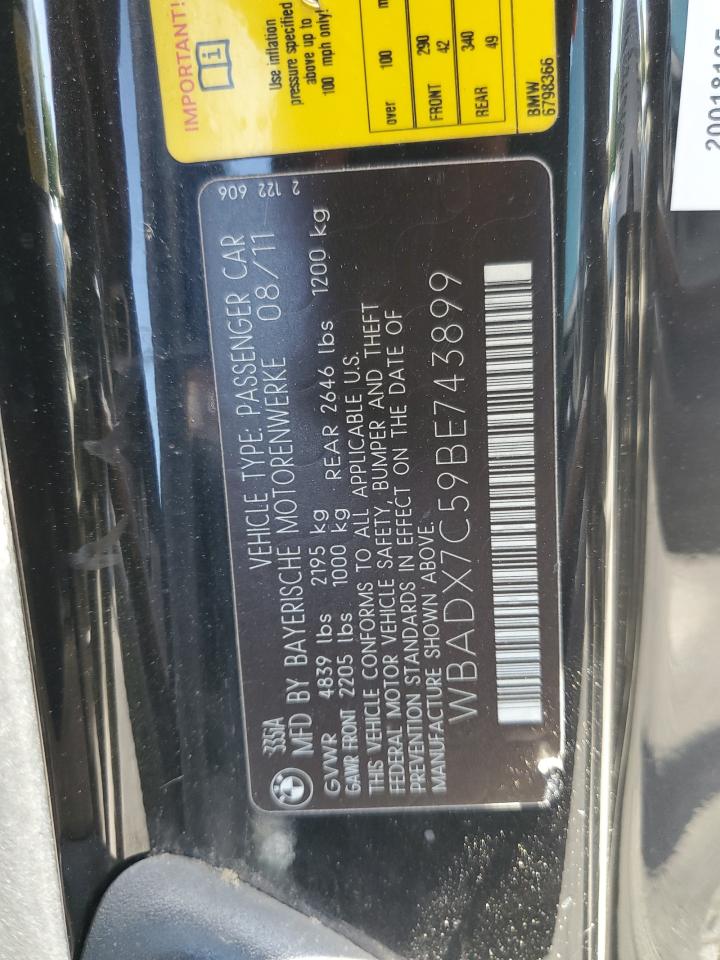 335iA VEHICLE TYPE: PASSENGER CAR
MFD BY BAYERISCHE MOTORENWERKE 08/11
GVWR 4839 lbs 2195 kg
GAWR FRONT 2205 lbs 1000 kg REAR 2646 lbs 1200 kg
THIS VEHICLE CONFORMS TO ALL APPLICABLE U.S.
FEDERAL MOTOR VEHICLE SAFETY, BUMPER AND THEFT
PREVENTION STANDARDS IN EFFECT ON THE DATE OF
MANUFACTURE SHOWN ABOVE.
WBADX7C59BE743899
2 122 606
IMPORTANT!
Use inflation
pressure specified
above up to
100 mph only!
over 100
FRONT 290
42
REAR 340
49
BMW
6798366